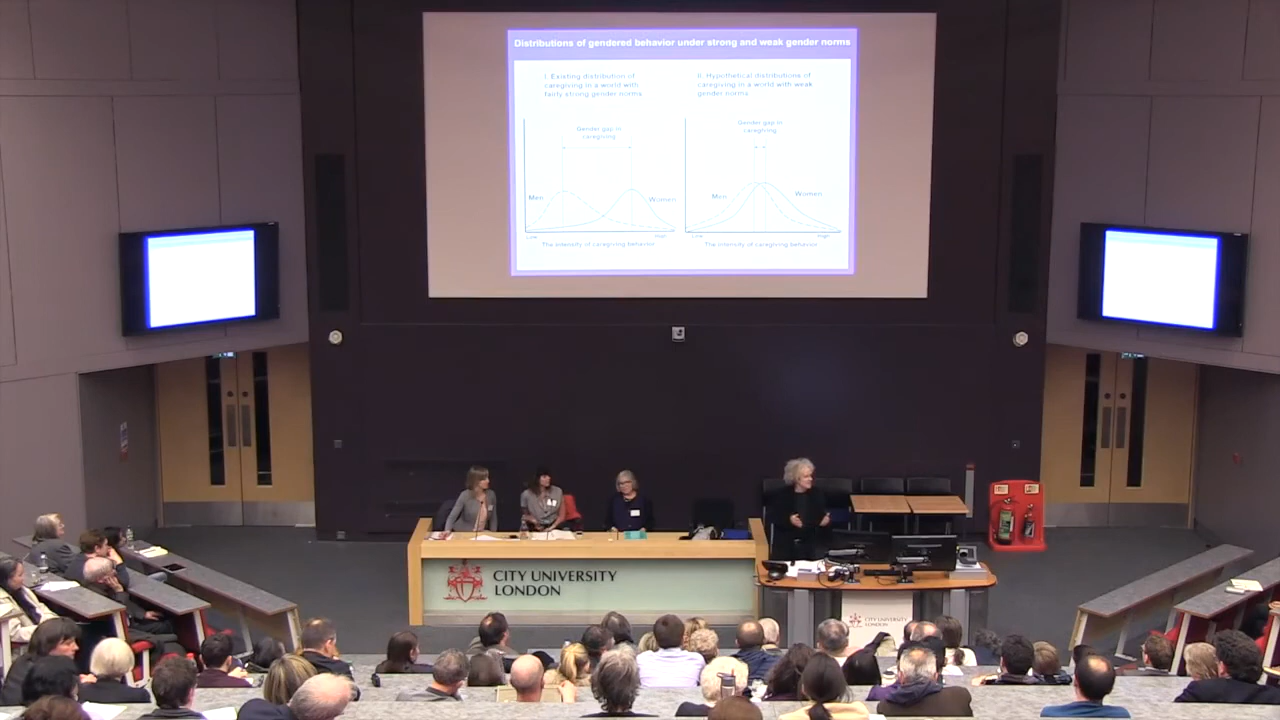 Distributions of gendered behavior under strong and weak gender norms
I. Existing distribution of
caregiving in a world with
fairly strong gender norms
II. Hypothetical distributions of
caregiving in a world with weak
gender norms
Gender gap in
caregiving
Gender gap in
caregiving
Men
Women
Men
Women
Low
High
Low
High
The intensity of caregiving behavior
The intensity of caregiving behavior
CITY UNIVERSITY
LONDON
CITY UNIVERSITY
LONDON